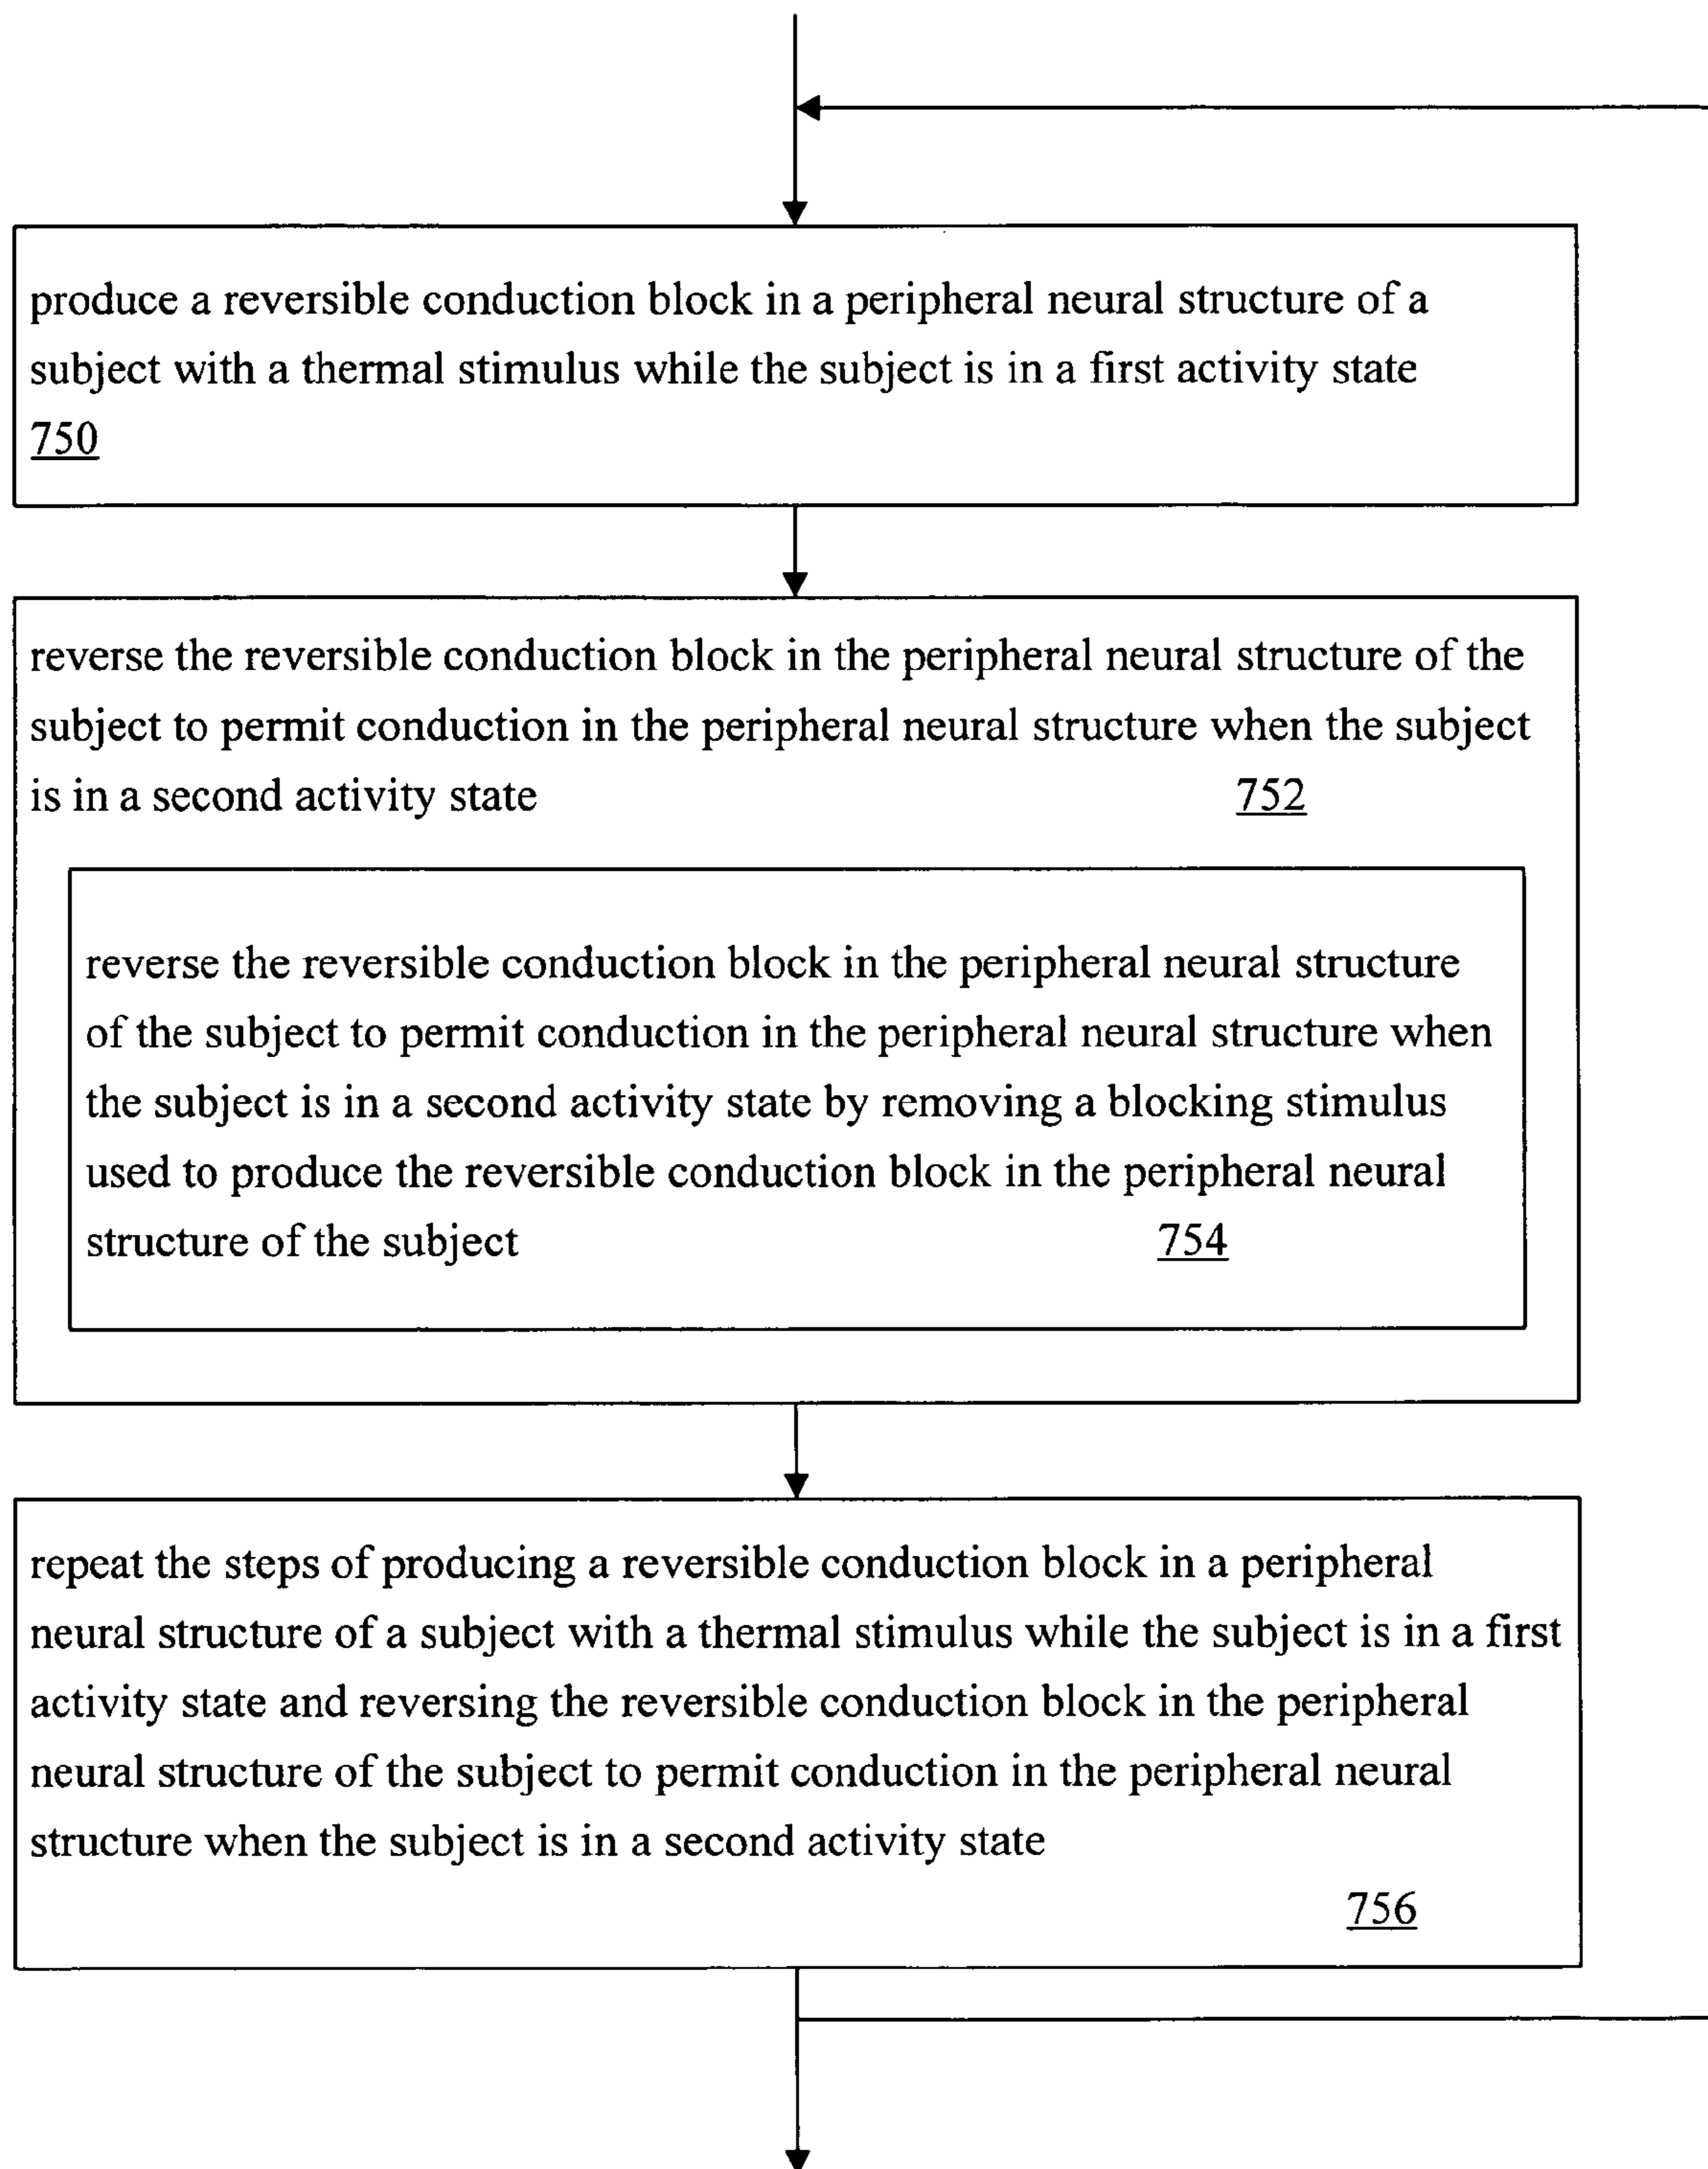 produce a reversible conduction block in a peripheral neural structure of a
subject with a thermal stimulus while the subject is in a first activity state
750
reverse the reversible conduction block in the peripheral neural structure of the
subject to permit conduction in the peripheral neural structure when the subject
is in a second activity state 752
reverse the reversible conduction block in the peripheral neural structure
of the subject to permit conduction in the peripheral neural structure when
the subject is in a second activity state by removing a blocking stimulus
used to produce the reversible conduction block in the peripheral neural
structure of the subject 754
repeat the steps of producing a reversible conduction block in a peripheral
neural structure of a subject with a thermal stimulus while the subject is in a first
activity state and reversing the reversible conduction block in the peripheral
neural structure of the subject to permit conduction in the peripheral neural
structure when the subject is in a second activity state
756